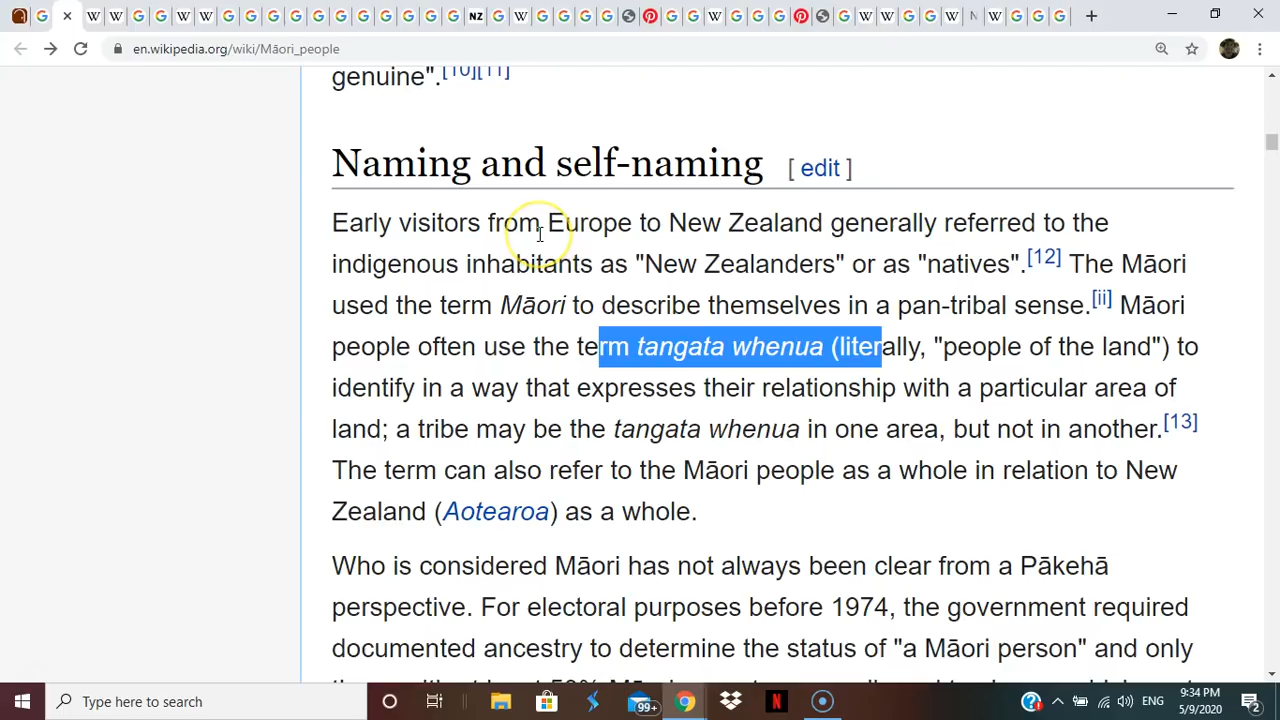 en.wikipedia.org/wiki/Māori_people
genuine".[10][11]
Naming and self-naming [ edit ]
Early visitors from Europe to New Zealand generally referred to the
indigenous inhabitants as "New Zealanders" or as "natives".[12] The Māori
used the term Māori to describe themselves in a pan-tribal sense.[ii] Māori
people often use the term tangata whenua (literally, "people of the land") to
identify in a way that expresses their relationship with a particular area of
land; a tribe may be the tangata whenua in one area, but not in another.[13]
The term can also refer to the Māori people as a whole in relation to New
Zealand (Aotearoa) as a whole.
Who is considered Māori has not always been clear from a Pākehā
perspective. For electoral purposes before 1974, the government required
documented ancestry to determine the status of "a Māori person" and only
Type here to search
99+
ENG
9:34 PM
5/9/2020
2